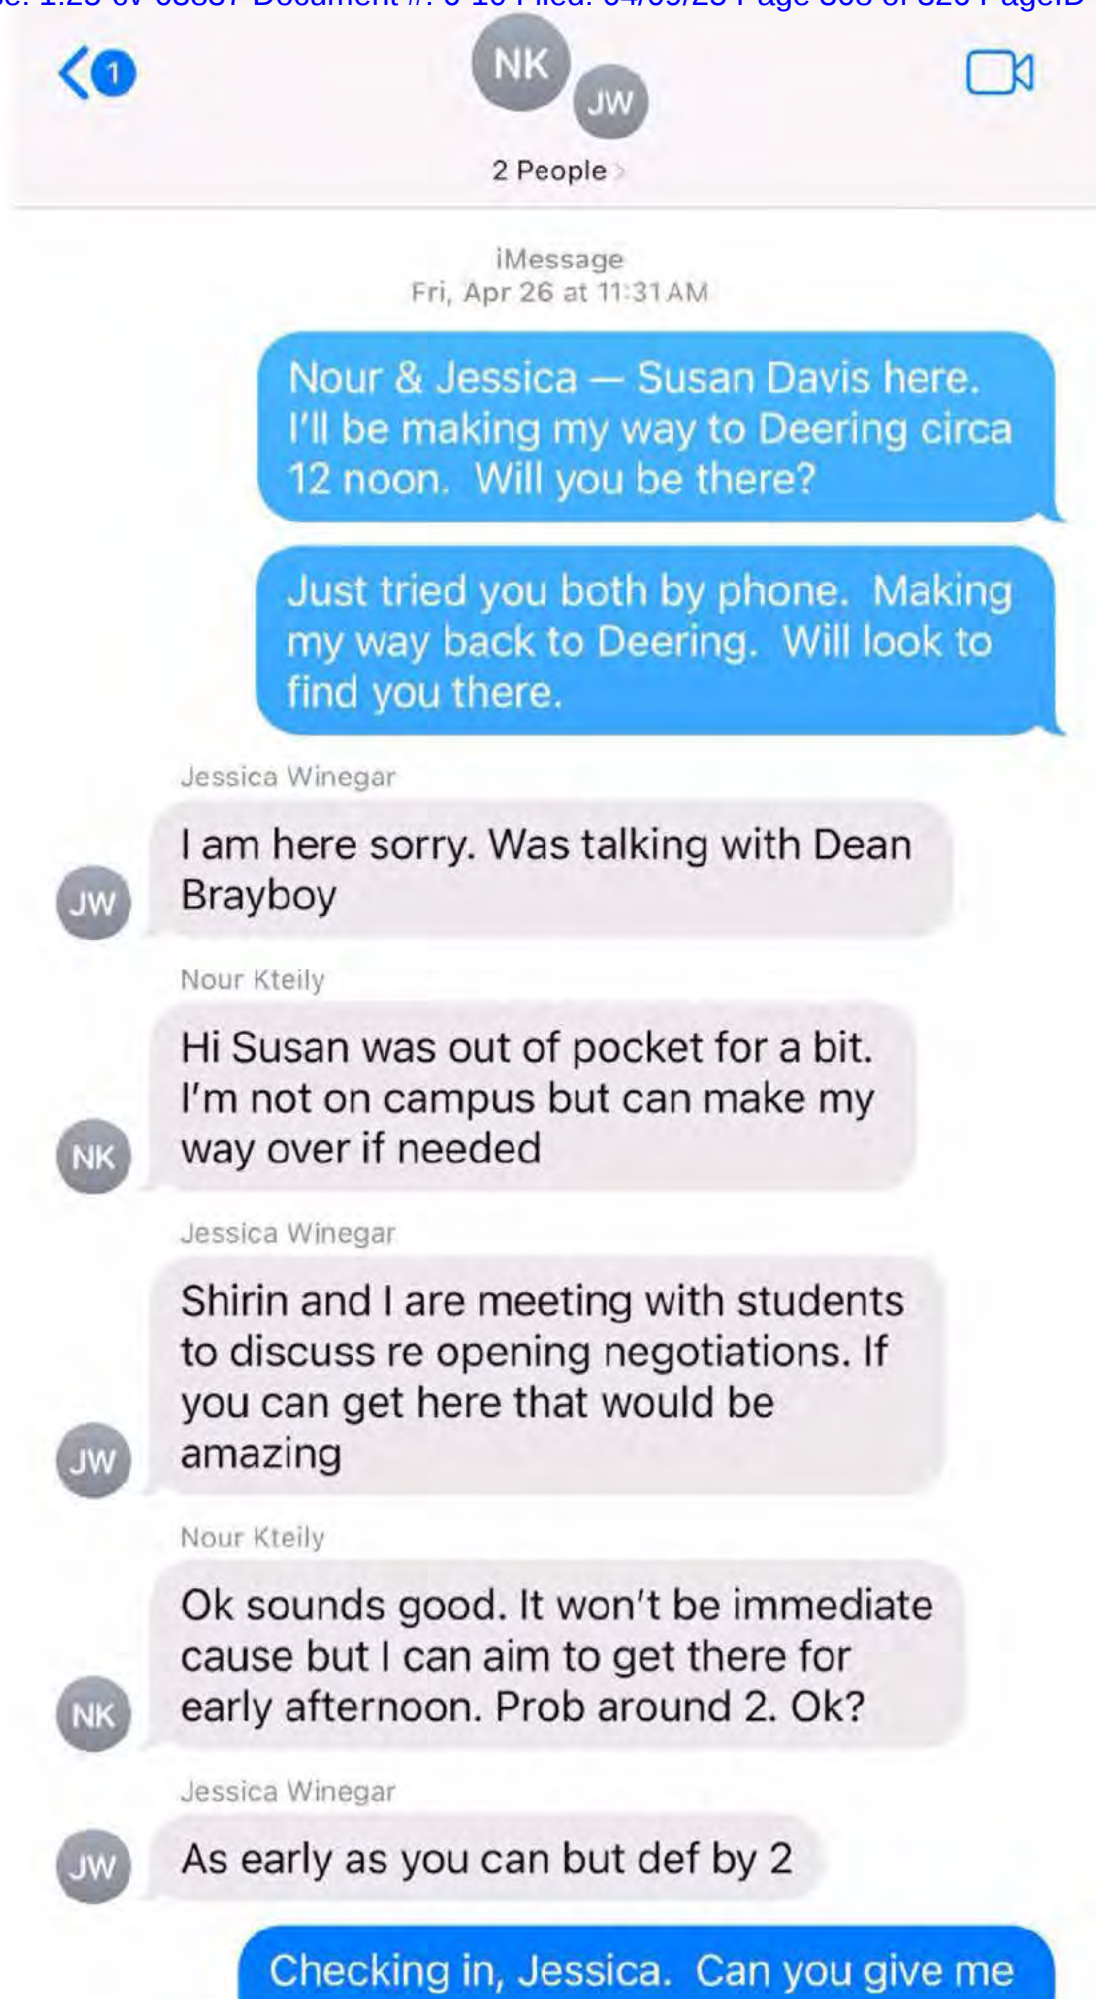 1
NK
JW
2 People
iMessage
Fri, Apr 26 at 11:31 AM
Nour & Jessica — Susan Davis here.
I'll be making my way to Deering circa
12 noon.  Will you be there?
Just tried you both by phone.  Making
my way back to Deering.  Will look to
find you there.
Jessica Winegar
I am here sorry. Was talking with Dean
Brayboy
JW
Nour Kteily
Hi Susan was out of pocket for a bit.
I'm not on campus but can make my
way over if needed
NK
Jessica Winegar
Shirin and I are meeting with students
to discuss re opening negotiations. If
you can get here that would be
amazing
JW
Nour Kteily
Ok sounds good. It won't be immediate
cause but I can aim to get there for
early afternoon. Prob around 2. Ok?
NK
Jessica Winegar
As early as you can but def by 2
JW
Checking in, Jessica.  Can you give me